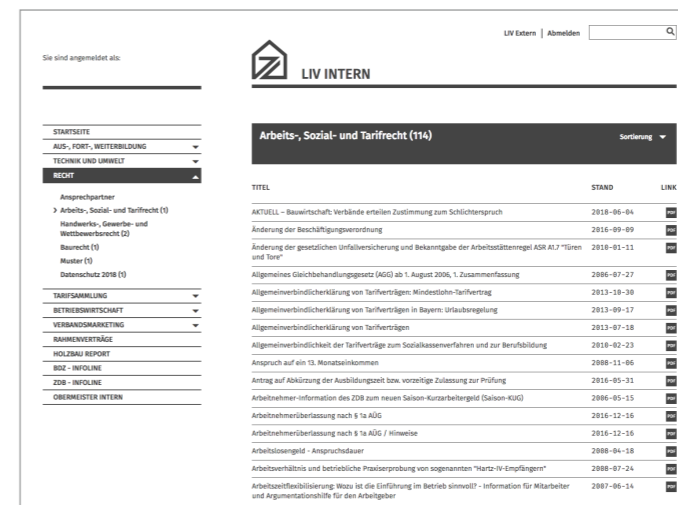 LIV Extern | Abmelden
Sie sind angemeldet als:
LIV INTERN
STARTSEITE
AUS-, FORT-, WEITERBILDUNG
TECHNIK UND UMWELT
RECHT
Ansprechpartner
Arbeits-, Sozial- und Tarifrecht (1)
Handwerks-, Gewerbe- und
Wettbewerbsrecht (2)
Baurecht (1)
Muster (1)
Datenschutz 2018 (1)
TARIFSAMMLUNG
BETRIEBSWIRTSCHAFT
VERBANDSMARKETING
RAHMENVERTRÄGE
HOLZBAU REPORT
BDZ - INFOLINE
ZDB - INFOLINE
OBERMEISTER INTERN
Arbeits-, Sozial- und Tarifrecht (114) Sortierung
TITEL STAND LINK
AKTUELL – Bauwirtschaft: Verbände erteilen Zustimmung zum Schlichterspruch 2018-06-04 PDF
Änderung der Beschäftigungsverordnung 2016-09-09 PDF
Änderung der gesetzlichen Unfallversicherung und Bekanntgabe der Arbeitsstättenregel ASR A1.7 "Türen 2010-01-11 PDF
und Tore"
Allgemeines Gleichbehandlungsgesetz (AGG) ab 1. August 2006, 1. Zusammenfassung 2006-07-27 PDF
Allgemeinverbindlicherklärung von Tarifverträgen: Mindestlohn-Tarifvertrag 2013-10-30 PDF
Allgemeinverbindlicherklärung von Tarifverträgen in Bayern: Urlaubsregelung 2013-09-17 PDF
Allgemeinverbindlicherklärung von Tarifverträgen 2013-07-18 PDF
Allgemeinverbindlichkeit der Tarifverträge zum Sozialkassenverfahren und zur Berufsbildung 2010-02-23 PDF
Anspruch auf ein 13. Monatseinkommen 2008-11-06 PDF
Antrag auf Abkürzung der Ausbildungszeit bzw. vorzeitige Zulassung zur Prüfung 2016-05-31 PDF
Arbeitnehmer-Information des ZDB zum neuen Saison-Kurzarbeitergeld (Saison-KUG) 2006-05-15 PDF
Arbeitnehmerüberlassung nach § 1a AÜG 2016-12-16 PDF
Arbeitnehmerüberlassung nach § 1a AÜG / Hinweise 2016-12-16 PDF
Arbeitslosengeld - Anspruchsdauer 2008-04-18 PDF
Arbeitsverhältnis und betriebliche Praxiserprobung von sogenannten "Hartz-IV-Empfängern" 2008-07-24 PDF
Arbeitszeitflexibilisierung: Wozu ist die Einführung im Betrieb sinnvoll? - Information für Mitarbeiter 2007-06-14 PDF
und Argumentationshilfe für den Arbeitgeber